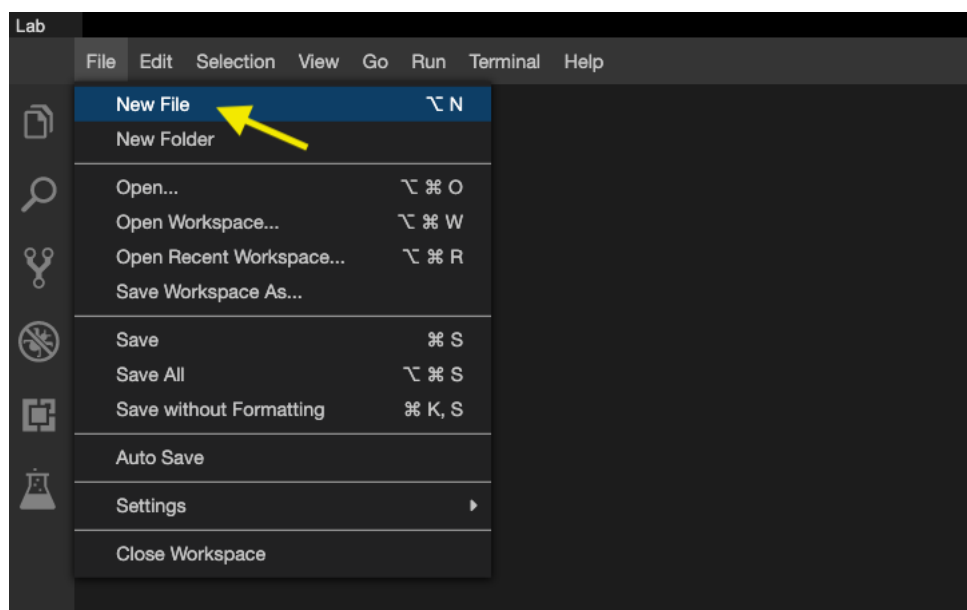 Lab
File Edit Selection View Go Run Terminal Help
New File ⌥ N
New Folder
Open... ⌥ ⌘ O
Open Workspace... ⌥ ⌘ W
Open Recent Workspace... ⌥ ⌘ R
Save Workspace As...
Save ⌘ S
Save All ⌥ ⌘ S
Save without Formatting ⌘ K, S
Auto Save
Settings
Close Workspace